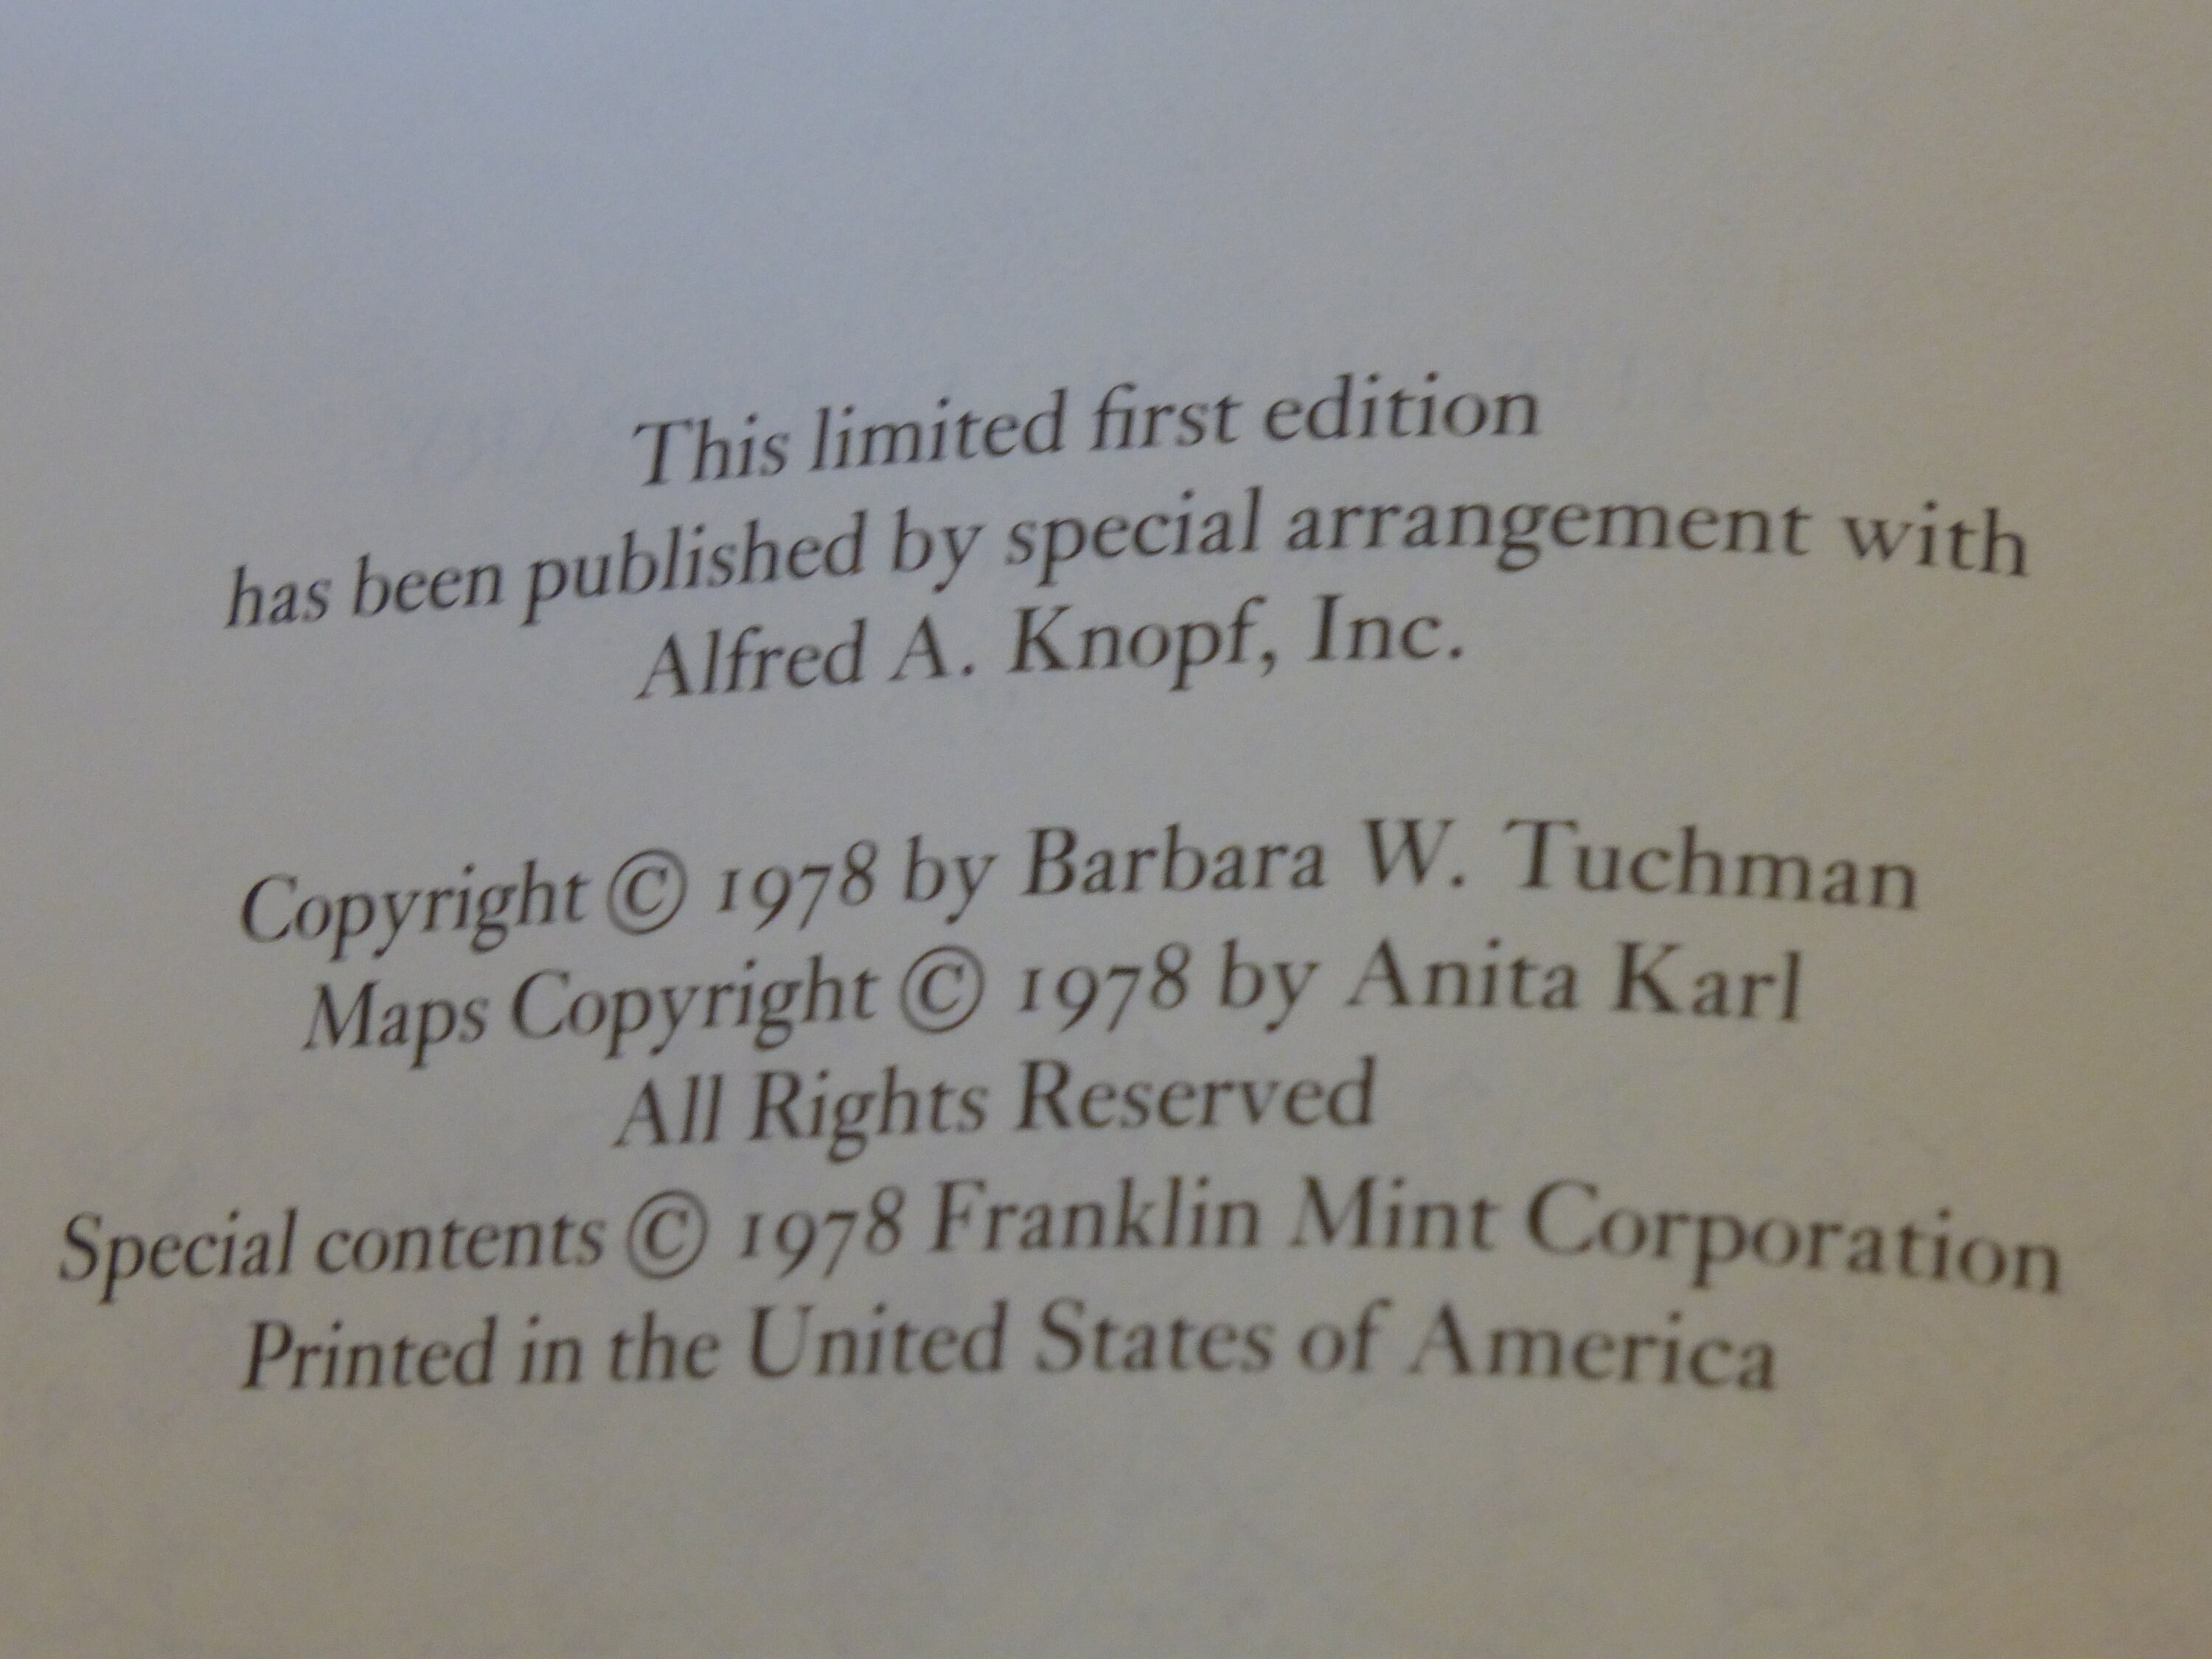 This limited first edition
has been published by special arrangement with
Alfred A. Knopf, Inc.
Copyright © 1978 by Barbara W. Tuchman
Maps Copyright © 1978 by Anita Karl
All Rights Reserved
Special contents © 1978 Franklin Mint Corporation
Printed in the United States of America